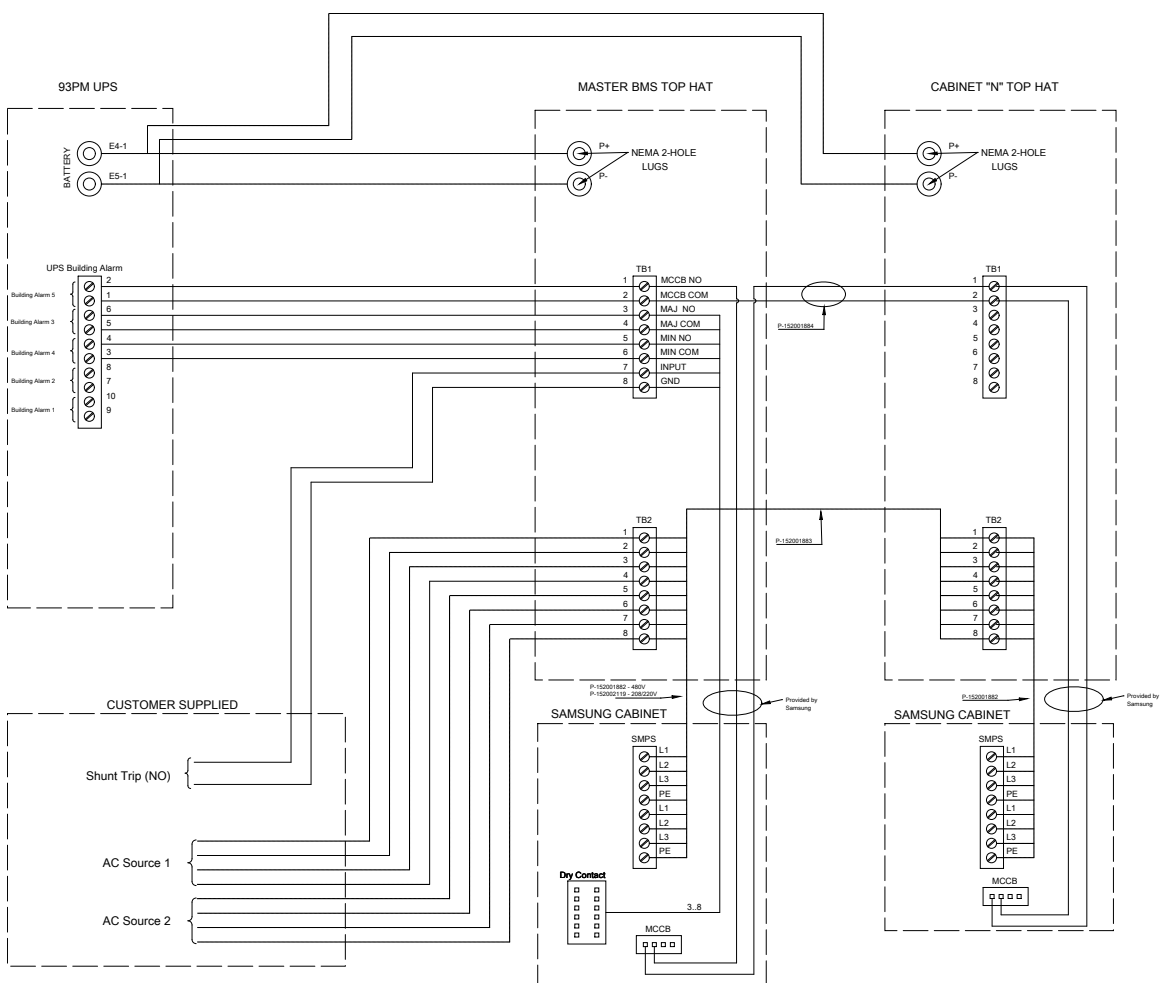 93PM UPS
MASTER BMS TOP HAT
CABINET "N" TOP HAT
BATTERY
E4-1
E5-1
P+
P-
NEMA 2-HOLE
LUGS
P+
P-
NEMA 2-HOLE
LUGS
UPS Building Alarm
Building Alarm 5
Building Alarm 3
Building Alarm 4
Building Alarm 2
Building Alarm 1
2
1
6
5
4
3
8
7
10
9
TB1
1 MCCB NO
2 MCCB COM
3 MAJ NO
4 MAJ COM
5 MIN NO
6 MIN COM
7 INPUT
8 GND
P-152001884
TB1
1
2
3
4
5
6
7
8
TB2
1
2
3
4
5
6
7
8
P-152001883
TB2
1
2
3
4
5
6
7
8
P-152001882 - 480V
P-152002119 - 208/220V
Provided by
Samsung
P-152001882
Provided by
Samsung
CUSTOMER SUPPLIED
Shunt Trip (NO)
AC Source 1
AC Source 2
SAMSUNG CABINET
SMPS
L1
L2
L3
PE
L1
L2
L3
PE
Dry Contact
3..8
MCCB
SAMSUNG CABINET
SMPS
L1
L2
L3
PE
L1
L2
L3
PE
MCCB